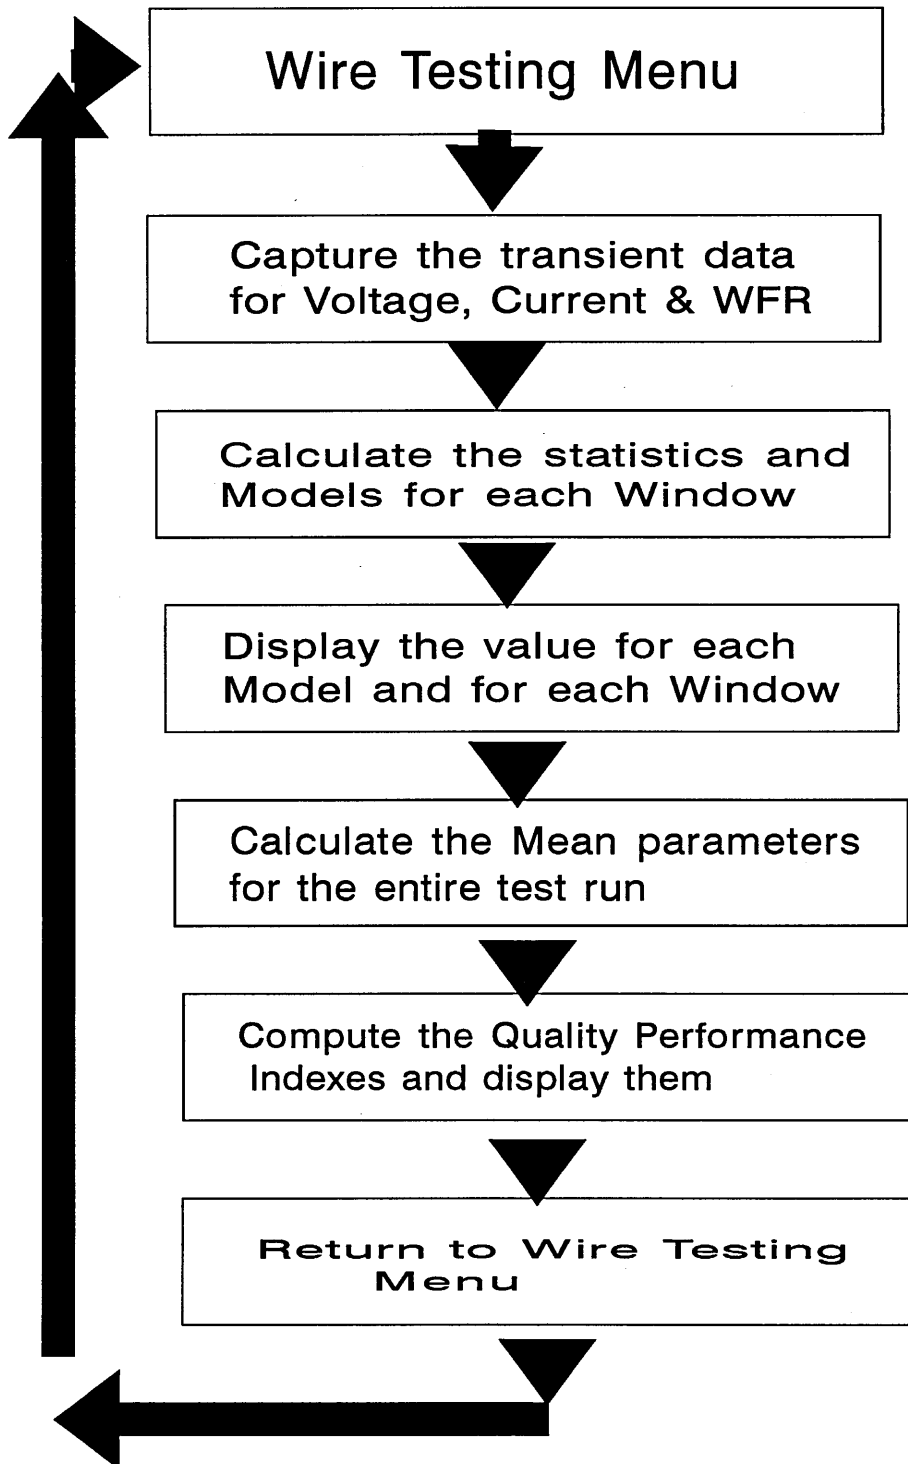 Wire Testing Menu
Capture the transient data
for Voltage, Current & WFR
Calculate the statistics and
Models for each Window
Display the value for each
Model and for each Window
Calculate the Mean parameters
for the entire test run
Compute the Quality Performance
Indexes and display them
Return to Wire Testing
Menu